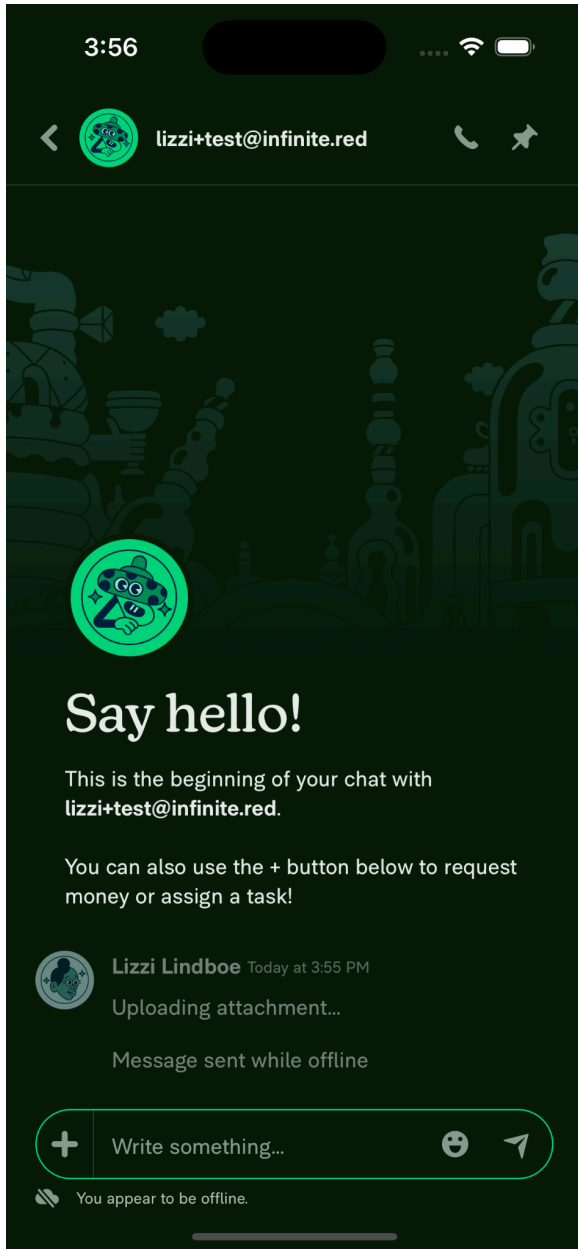 3:56
lizzi+test@infinite.red
Say hello!
This is the beginning of your chat with
lizzi+test@infinite.red.
You can also use the + button below to request
money or assign a task!
Lizzi Lindboe Today at 3:55 PM
Uploading attachment...
Message sent while offline
Write something...
You appear to be offline.